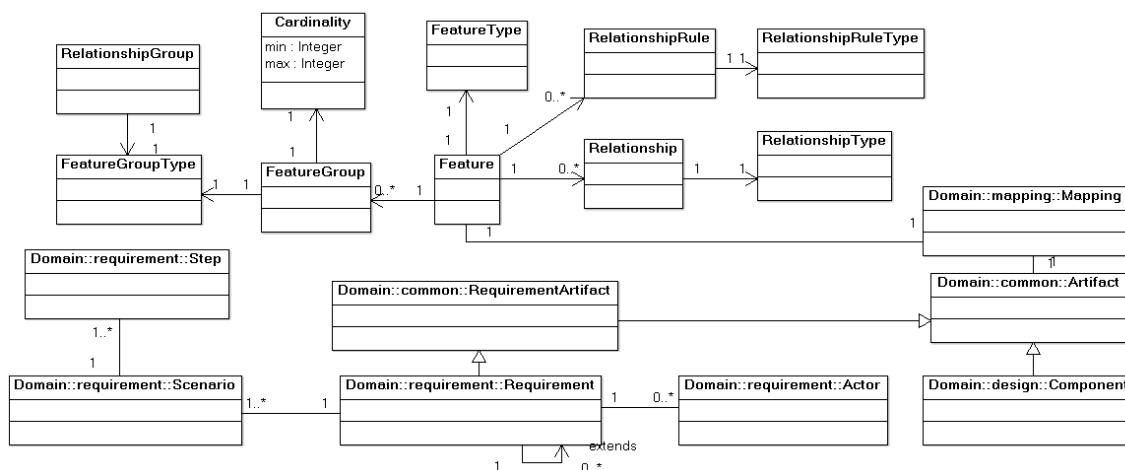 Cardinality
min : Integer
max : Integer
FeatureType
RelationshipRule
RelationshipRuleType
RelationshipGroup
1
1 1
0..*
1
1
1
1
1
1
FeatureGroupType
FeatureGroup
Feature
Relationship
RelationshipType
1
1
1
0..*
1
1
0..*
1
1
Domain::mapping::Mapping
1
1
Domain::requirement::Step
1
1
Domain::common::RequirementArtifact
Domain::common::Artifact
1..*
1
Domain::requirement::Scenario
Domain::requirement::Requirement
Domain::requirement::Actor
Domain::design::Component
1..*
1
1
0..*
extends
1
0..*